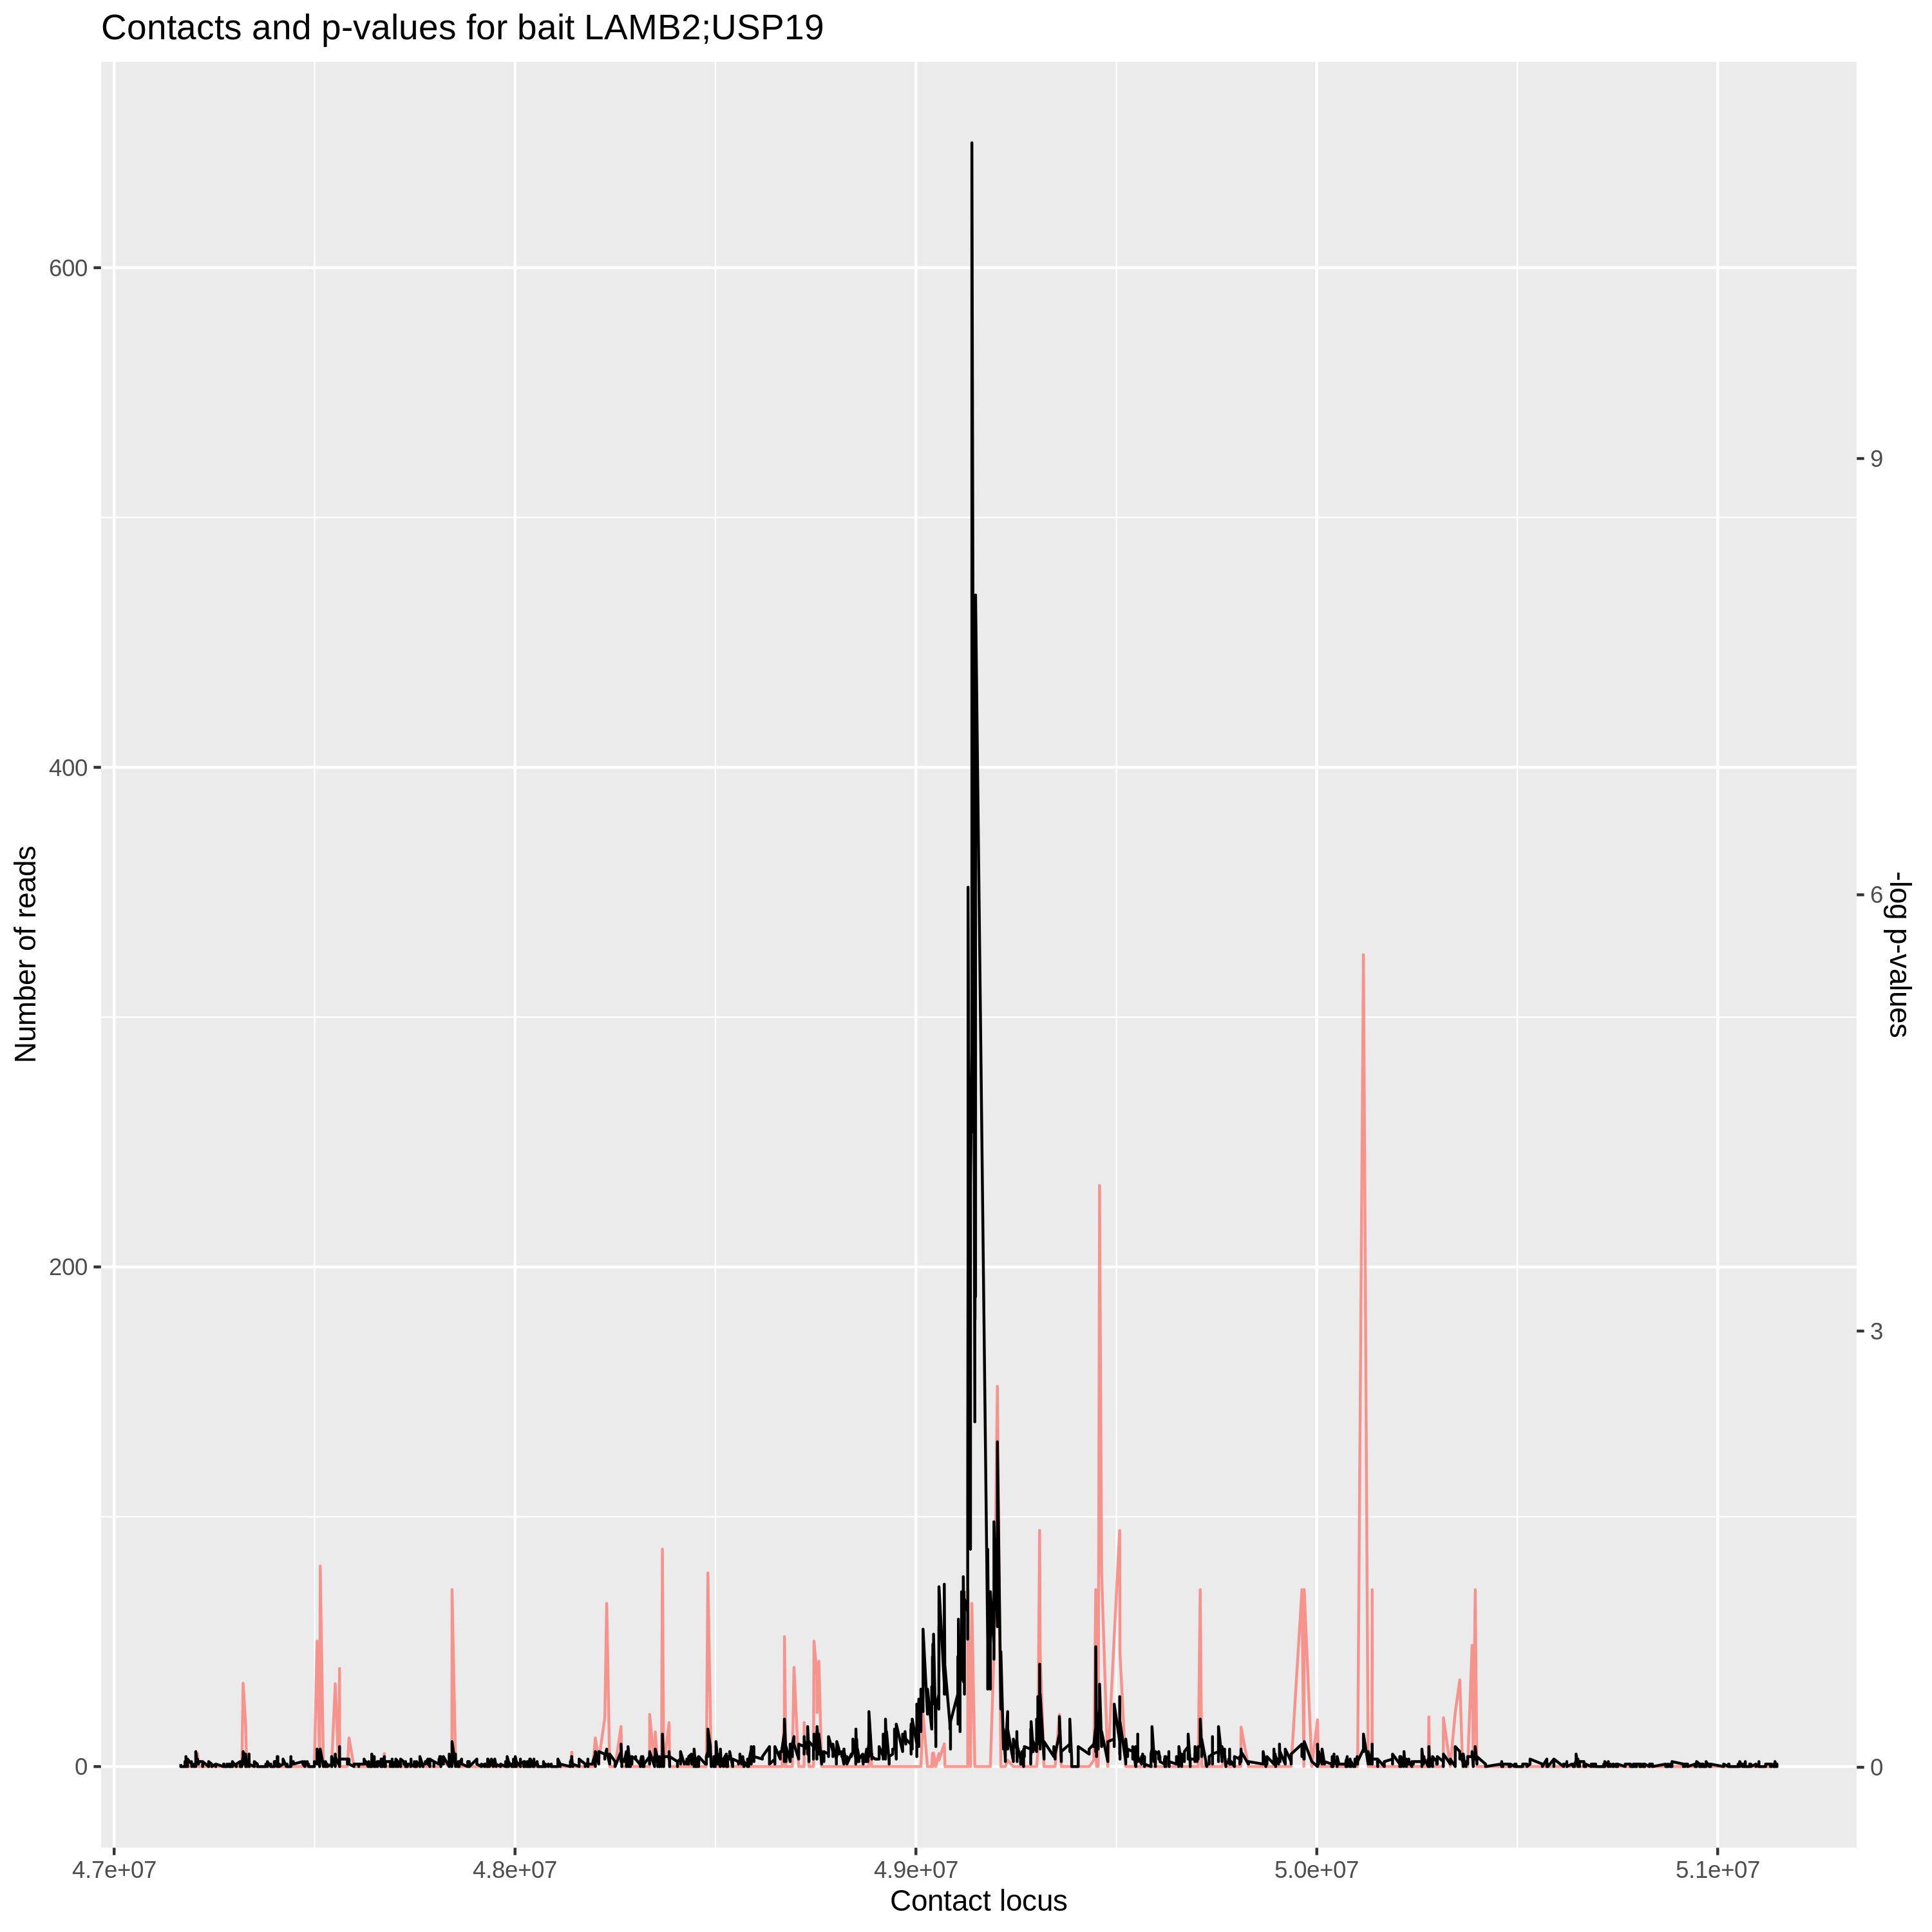 Contacts and p-values for bait LAMB2;USP19
600
400
200
0
9
6
3
0
Number of reads
-log p-values
4.7e+07 4.8e+07 4.9e+07 5.0e+07 5.1e+07
Contact locus